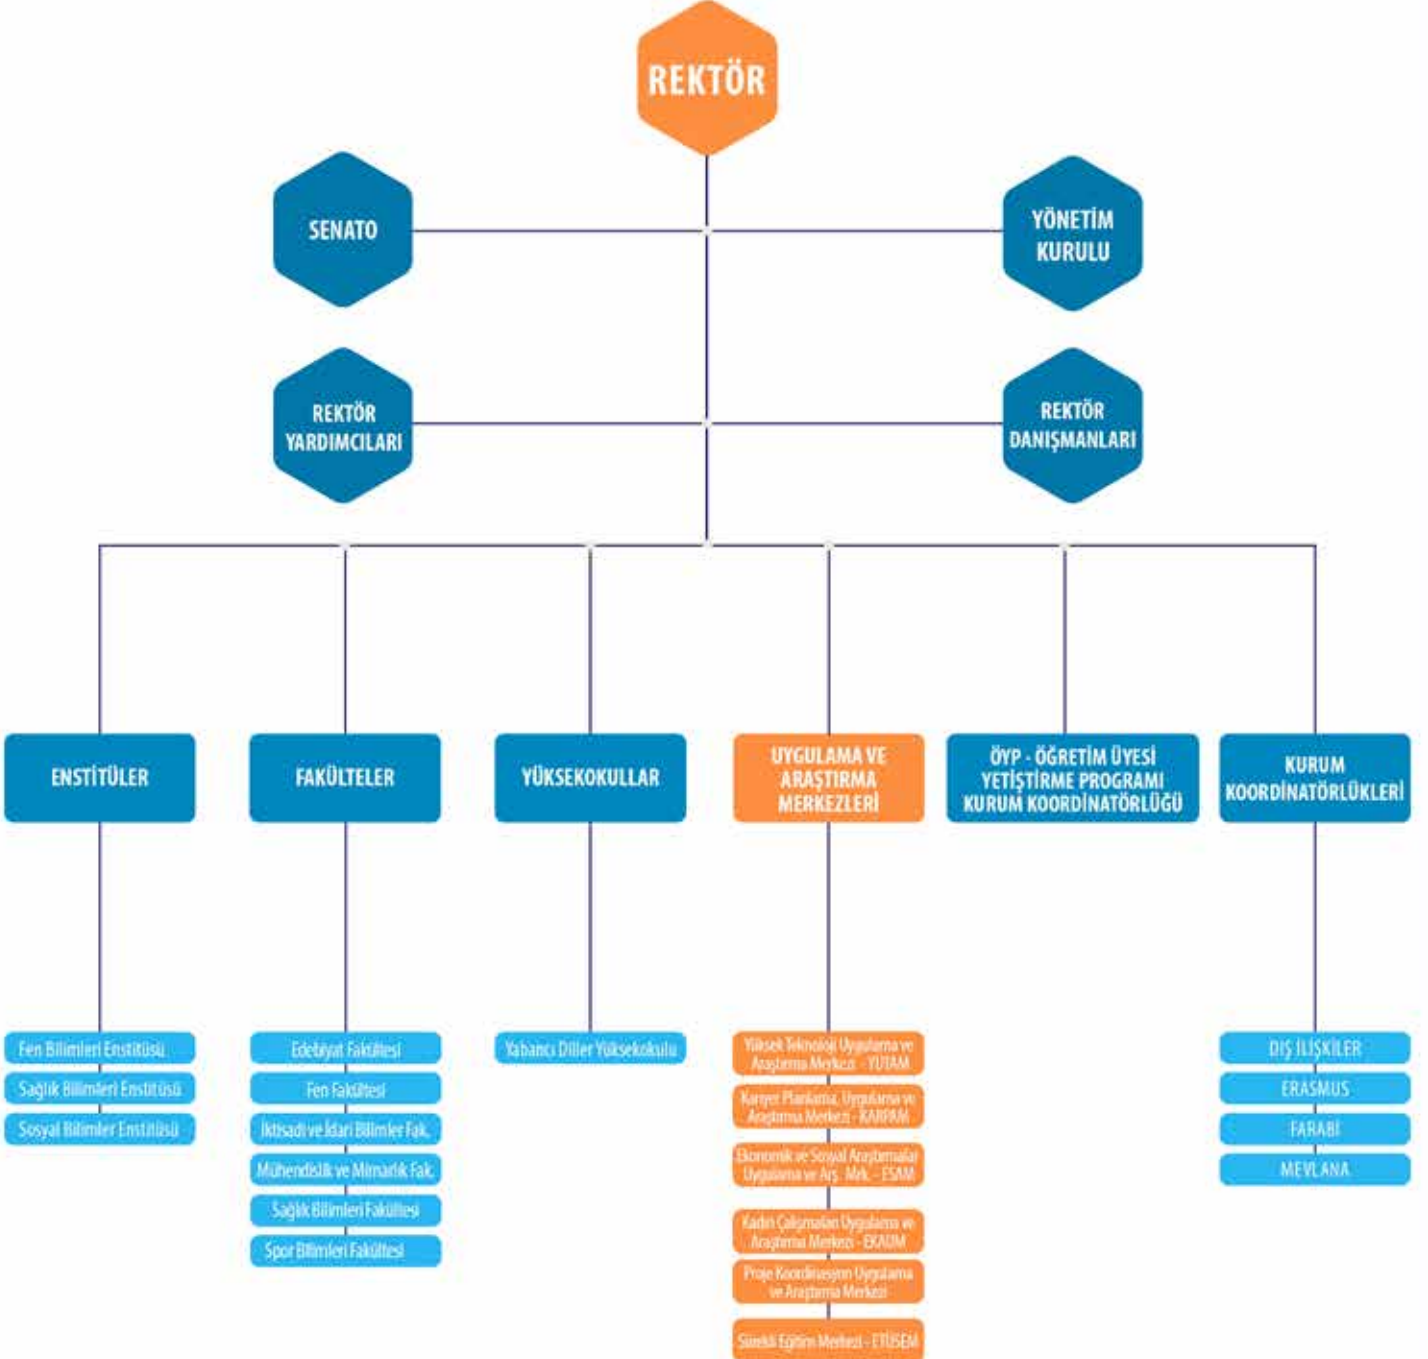 REKTÖR
SENATO
YÖNETİM
KURULU
REKTÖR
YARDIMCILARI
REKTÖR
DANIŞMANLARI
ENSTİTÜLER
FAKÜLTELER
YÜKSEKOKULLAR
UYGULAMA VE
ARAŞTIRMA
MERKEZLERİ
ÖYP - ÖĞRETİM ÜYESİ
YETİŞTİRME PROGRAMI
KURUM KOORDİNATÖRLÜĞÜ
KURUM
KOORDİNATÖRLÜKLERİ
Fen Bilimleri Enstitüsü
Sağlık Bilimleri Enstitüsü
Sosyal Bilimler Enstitüsü
Edebiyat Fakültesi
Fen Fakültesi
İktisadi ve İdari Bilimler Fak.
Mühendislik ve Mimarlık Fak.
Sağlık Bilimleri Fakültesi
Spor Bilimleri Fakültesi
Yabancı Diller Yüksekokulu
Yüksek Teknoloji Uygulama ve
Araştırma Merkezi - YUTAM
Kariyer Planlama, Uygulama ve
Araştırma Merkezi - KARPAM
Ekonomik ve Sosyal Araştırmalar
Uygulama ve Arş. Mrk. - ESAM
Kadın Çalışmaları Uygulama ve
Araştırma Merkezi - EKAUM
Proje Koordinasyon Uygulama
ve Araştırma Merkezi
Sürekli Eğitim Merkezi - ETÜSEM
DIŞ İLİŞKİLER
ERASMUS
FARABİ
MEVLANA